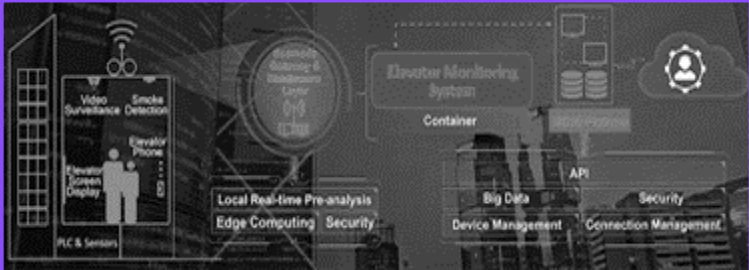 Video
Surveillance
Smoke
Detection
Elevator
Phone
Elevator
Screen
Display
PLC & Sensors
Layer
Local Real-time Pre-analysis
Edge Computing
Security
Elevator Monitoring
System
Container
API
Big Data
Security
Device Management
Connection Management